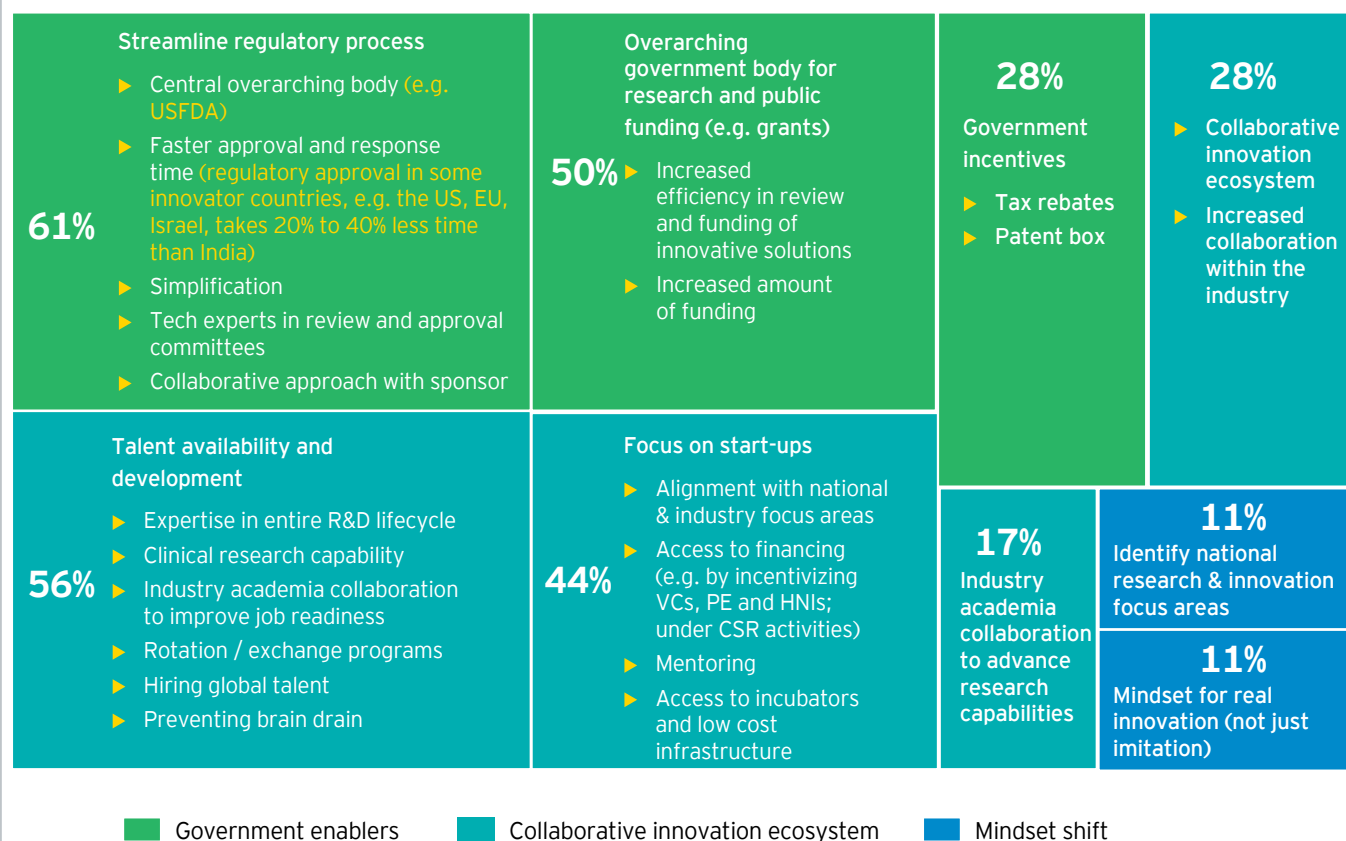 Streamline regulatory process
► Central overarching body (e.g.
USFDA)
► Faster approval and response
time (regulatory approval in some
innovator countries, e.g. the US, EU,
Israel, takes 20% to 40% less time
than India)
► Simplification
► Tech experts in review and approval
committees
► Collaborative approach with sponsor
61%
Overarching
government body for
research and public
funding (e.g. grants)
50%
► Increased
efficiency in review
and funding of
innovative solutions
► Increased amount
of funding
28%
Government
incentives
► Tax rebates
► Patent box
28%
► Collaborative
innovation
ecosystem
► Increased
collaboration
within the
industry
Talent availability and
development
► Expertise in entire R&D lifecycle
► Clinical research capability
56%
► Industry academia collaboration
to improve job readiness
► Rotation / exchange programs
► Hiring global talent
► Preventing brain drain
Focus on start-ups
► Alignment with national
& industry focus areas
► Access to financing
(e.g. by incentivizing
VCs, PE and HNIs;
under CSR activities)
44%
► Mentoring
► Access to incubators
and low cost
infrastructure
17%
Industry
academia
collaboration
to advance
research
capabilities
11%
Identify national
research & innovation
focus areas
11%
Mindset for real
innovation (not just
imitation)
Government enablers
Collaborative innovation ecosystem
Mindset shift